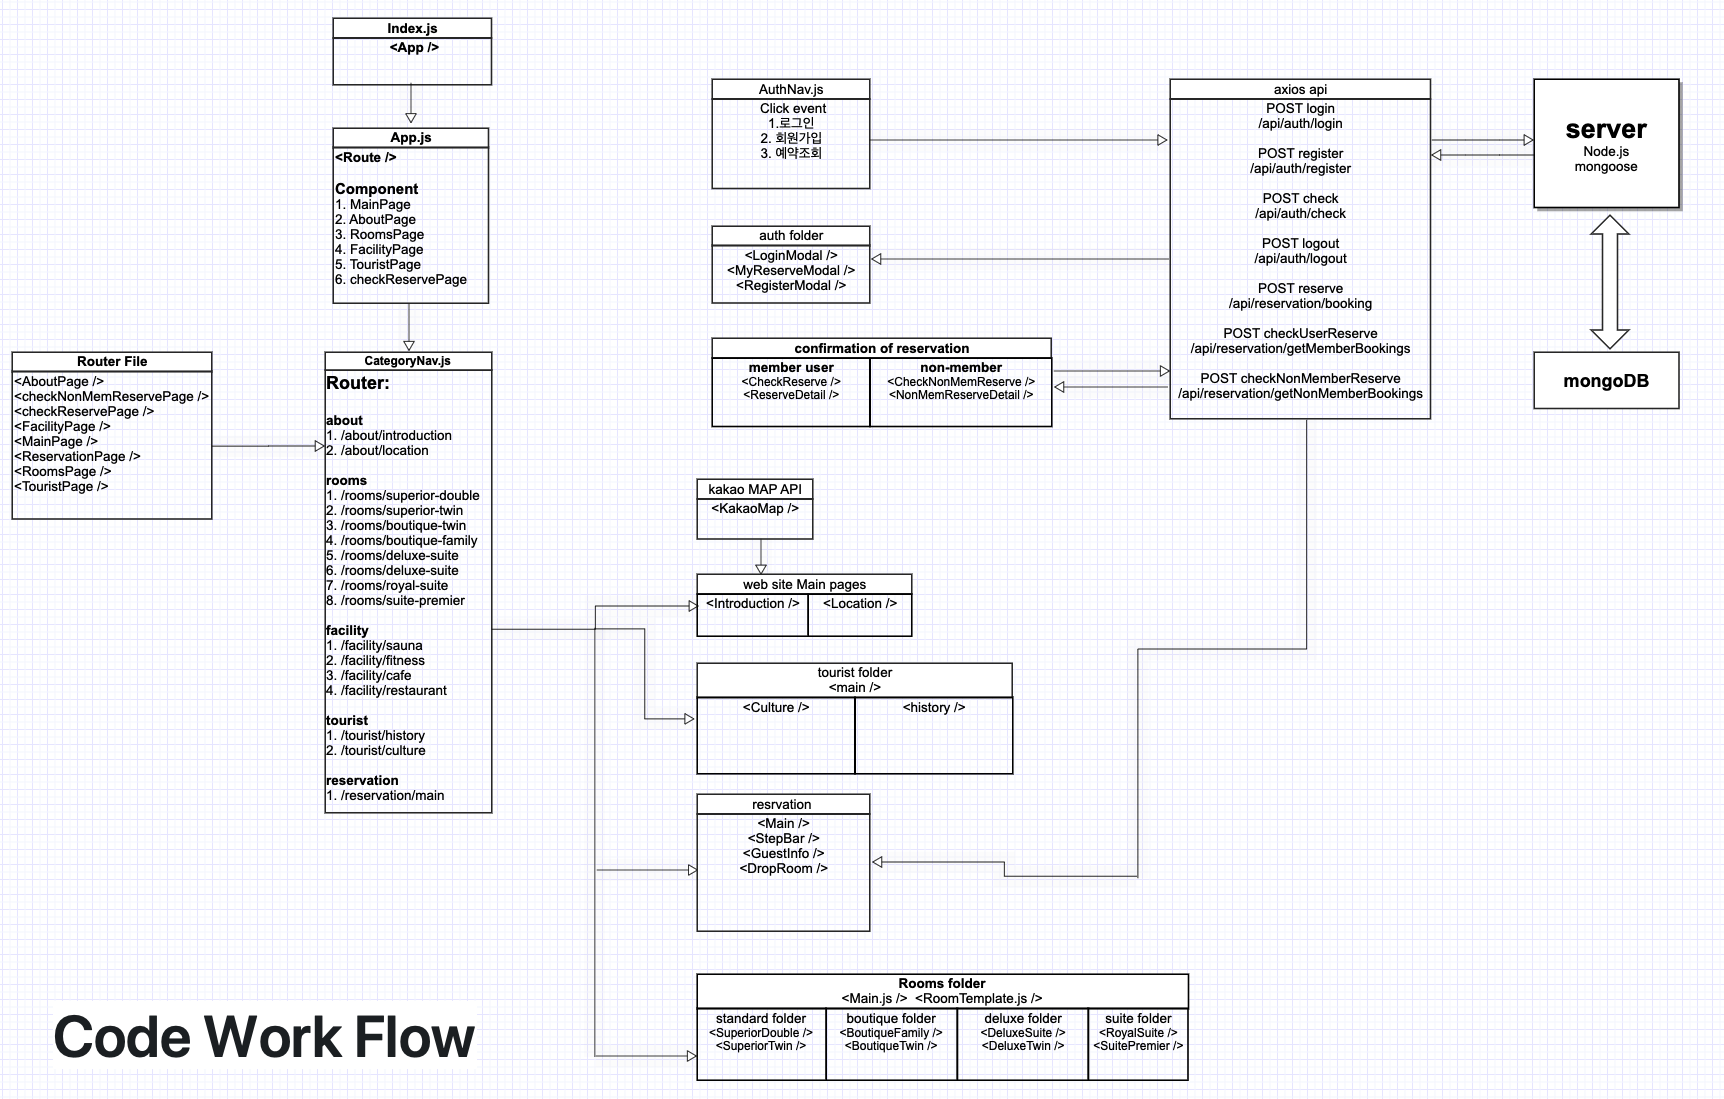 Index.js
<App />
App.js
<Route />
Component
1. MainPage
2. AboutPage
3. RoomsPage
4. FacilityPage
5. TouristPage
6. checkReservePage
Router File
<AboutPage />
<checkNonMemReservePage />
<checkReservePage />
<FacilityPage />
<MainPage />
<ReservationPage />
<RoomsPage />
<TouristPage />
CategoryNav.js
Router:
about
1. /about/introduction
2. /about/location
rooms
1. /rooms/superior-double
2. /rooms/superior-twin
3. /rooms/boutique-twin
4. /rooms/boutique-family
5. /rooms/deluxe-suite
6. /rooms/deluxe-suite
7. /rooms/royal-suite
8. /rooms/suite-premier
facility
1. /facility/sauna
2. /facility/fitness
3. /facility/cafe
4. /facility/restaurant
tourist
1. /tourist/history
2. /tourist/culture
reservation
1. /reservation/main
AuthNav.js
Click event
1.로그인
2. 회원가입
3. 예약조회
auth folder
<LoginModal />
<MyReserveModal />
<RegisterModal />
confirmation of reservation
member user
<CheckReserve />
<ReserveDetail />
non-member
<CheckNonMemReserve />
<NonMemReserveDetail />
axios api
POST login
/api/auth/login
POST register
/api/auth/register
POST check
/api/auth/check
POST logout
/api/auth/logout
POST reserve
/api/reservation/booking
POST checkUserReserve
/api/reservation/getMemberBookings
POST checkNonMemberReserve
/api/reservation/getNonMemberBookings
server
Node.js
mongoose
mongoDB
kakao MAP API
<KakaoMap />
web site Main pages
<Introduction />
<Location />
tourist folder
<main />
<Culture />
<history />
resrvation
<Main />
<StepBar />
<GuestInfo />
<DropRoom />
Rooms folder
<Main.js /> <RoomTemplate.js />
standard folder
<SuperiorDouble />
<SuperiorTwin />
boutique folder
<BoutiqueFamily />
<BoutiqueTwin />
deluxe folder
<DeluxeSuite />
<DeluxeTwin />
suite folder
<RoyalSuite />
<SuitePremier />
Code Work Flow